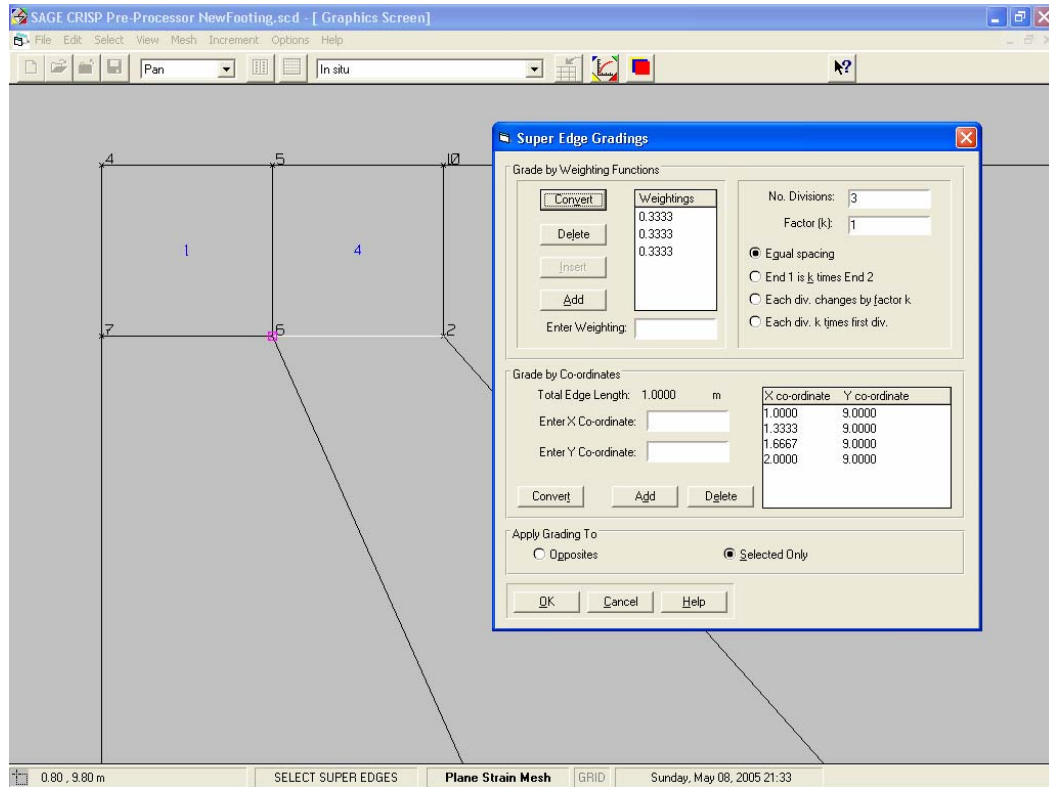 SAGE CRISP Pre-Processor NewFooting.scd - [ Graphics Screen]
File Edit Select View Mesh Increment Options Help
Pan In situ
4 5 10
1 4
7 6 2
Super Edge Gradings
Grade by Weighting Functions
Convert
Delete
Insert
Add
Weightings
0.3333
0.3333
0.3333
Enter Weighting:
No. Divisions: 3
Factor (k): 1
Equal spacing
End 1 is k times End 2
Each div. changes by factor k
Each div. k times first div.
Grade by Co-ordinates
Total Edge Length: 1.0000 m
Enter X Co-ordinate:
Enter Y Co-ordinate:
Convert Add Delete
X co-ordinate Y co-ordinate
1.0000 9.0000
1.3333 9.0000
1.6667 9.0000
2.0000 9.0000
Apply Grading To
Opposites Selected Only
OK Cancel Help
0.80 , 9.80 m SELECT SUPER EDGES Plane Strain Mesh GRID Sunday, May 08, 2005 21:33